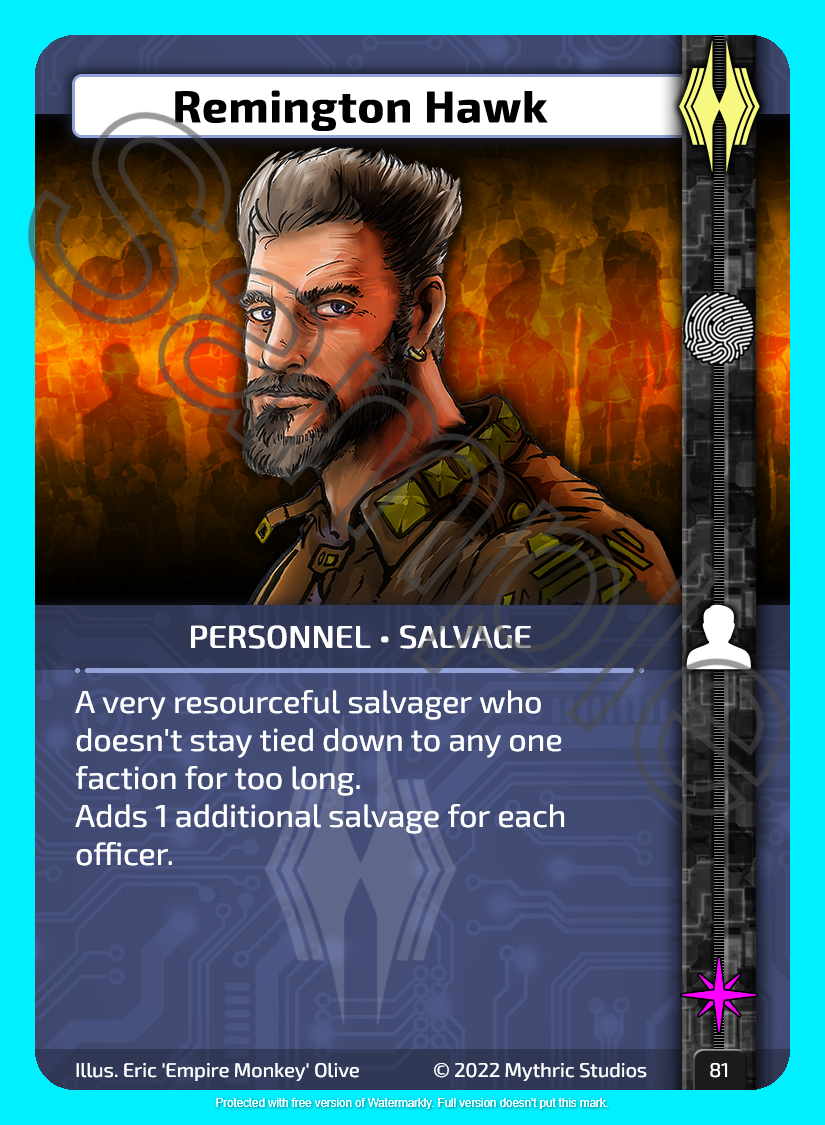 Remington Hawk
PERSONNEL • SALVAGE
A very resourceful salvager who
doesn't stay tied down to any one
faction for too long.
Adds 1 additional salvage for each
officer.
Illus. Eric 'Empire Monkey' Olive © 2022 Mythric Studios 81
Protected with free version of Watermarkly. Full version doesn't put this mark.
Sample